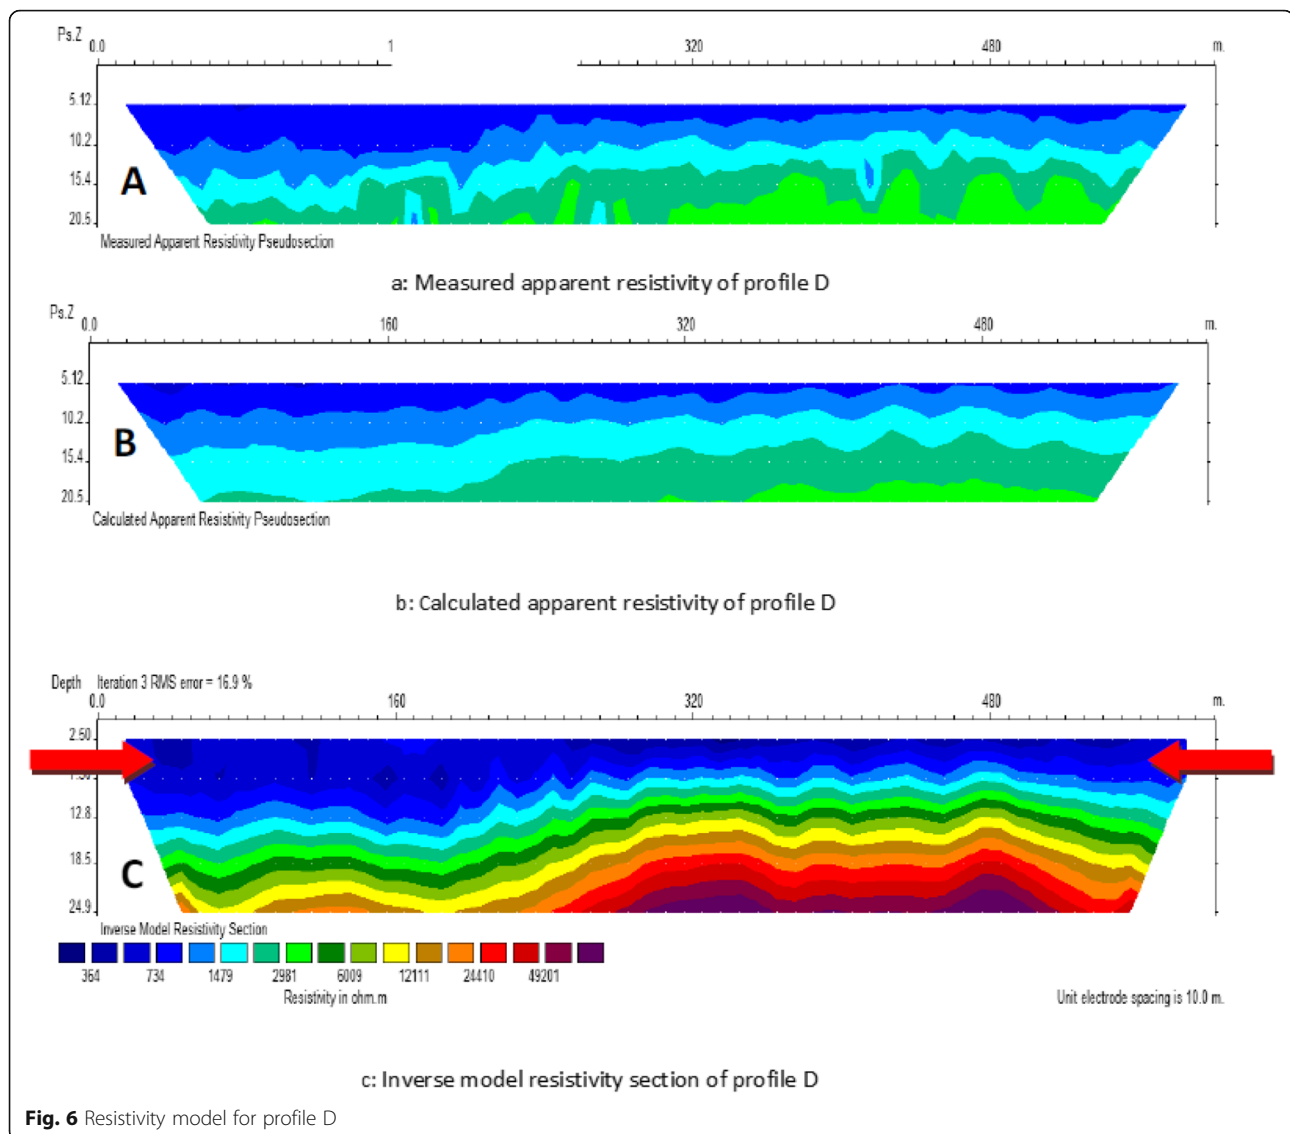 Ps.Z
0.0 1 320 480 m.
5.12
10.2
15.4
20.5
A
Measured Apparent Resistivity Pseudosection
a: Measured apparent resistivity of profile D
Ps.Z
0.0 160 320 480 m.
5.12
10.2
15.4
20.5
B
Calculated Apparent Resistivity Pseudosection
b: Calculated apparent resistivity of profile D
Depth Iteration 3 RMS error = 16.9 %
0.0 160 320 480 m.
2.50
12.8
18.5
24.9
C
Inverse Model Resistivity Section
364 734 1479 2981 6009 12111 24410 49201
Resistivity in ohm.m
Unit electrode spacing is 10.0 m.
c: Inverse model resistivity section of profile D
Fig. 6 Resistivity model for profile D